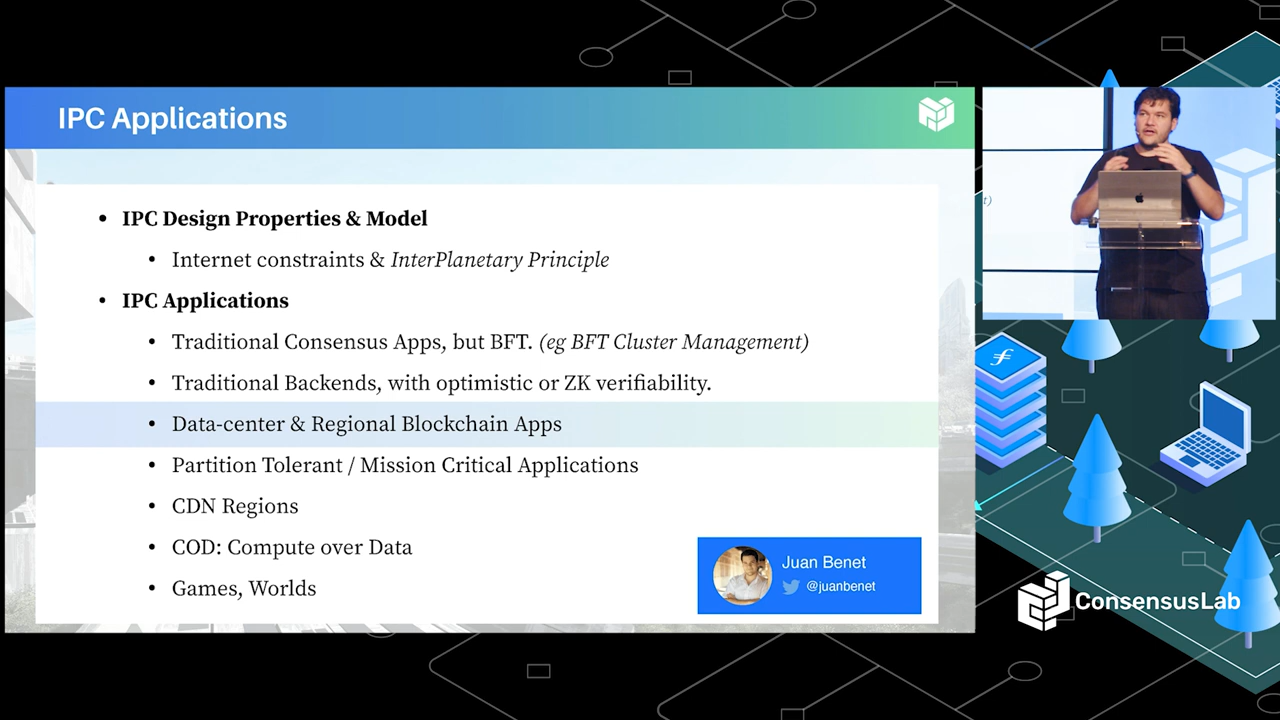 IPC Applications
IPC Design Properties & Model
Internet constraints & InterPlanetary Principle
IPC Applications
Traditional Consensus Apps, but BFT. (eg BFT Cluster Management)
Traditional Backends, with optimistic or ZK verifiability.
Data-center & Regional Blockchain Apps
Partition Tolerant / Mission Critical Applications
CDN Regions
COD: Compute over Data
Games, Worlds
Juan Benet
@juanbenet
t)
ConsensusLab